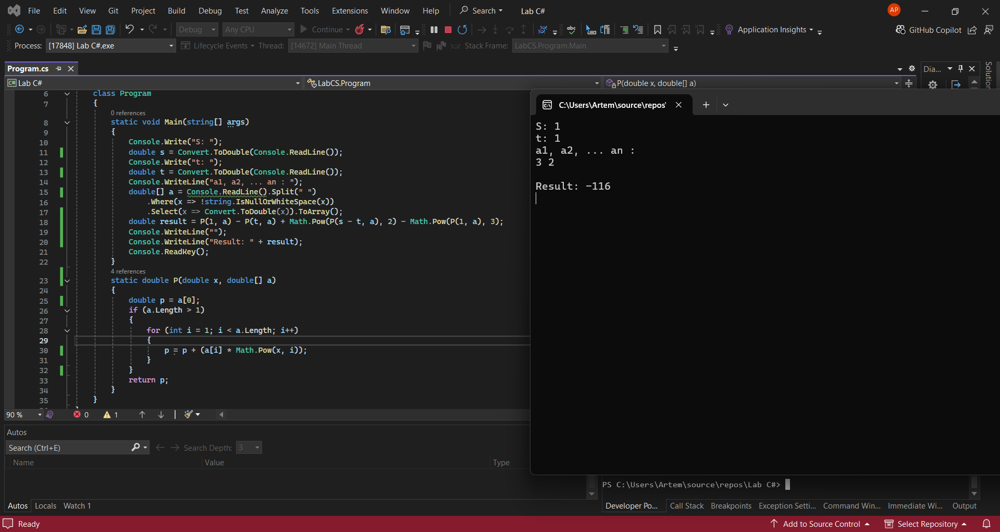 File Edit View Git Project Build Debug Test Analyze Tools Extensions Window Help Search Lab C# AP
Debug Any CPU Continue abc Application Insights GitHub Copilot
Process: [17848] Lab C#.exe Lifecycle Events Thread: [14672] Main Thread Stack Frame: LabCS.Program.Main
Program.cs Dia...
Lab C# LabCS.Program P(double x, double[] a)
Solution
6 class Program
7 {
0 references
8 static void Main(string[] args)
9 {
10 Console.Write("S: ");
11 double s = Convert.ToDouble(Console.ReadLine());
12 Console.Write("t: ");
13 double t = Convert.ToDouble(Console.ReadLine());
14 Console.WriteLine("a1, a2, ... an : ");
15 double[] a = Console.ReadLine().Split(" ")
16 .Where(x => !string.IsNullOrWhiteSpace(x))
17 .Select(x => Convert.ToDouble(x)).ToArray();
18 double result = P(1, a) - P(t, a) + Math.Pow(P(s - t, a), 2) - Math.Pow(P(1, a), 3);
19 Console.WriteLine("");
20 Console.WriteLine("Result: " + result);
21 Console.ReadKey();
22 }
4 references
23 static double P(double x, double[] a)
24 {
25 double p = a[0];
26 if (a.Length > 1)
27 {
28 for (int i = 1; i < a.Length; i++)
29 {
30 p = p + (a[i] * Math.Pow(x, i));
31 }
32 }
33 return p;
34 }
35 }
C:\Users\Artem\source\repos\
S: 1
t: 1
a1, a2, ... an :
3 2
Result: -116
90 % 0 1
Autos
Search (Ctrl+E) Search Depth: 3
Name Value Type
Autos Locals Watch 1
PS C:\Users\Artem\source\repos\Lab C#>
Developer Po... Call Stack Breakpoints Exception Setti... Command Win... Immediate Wi... Output
Ready Add to Source Control Select Repository